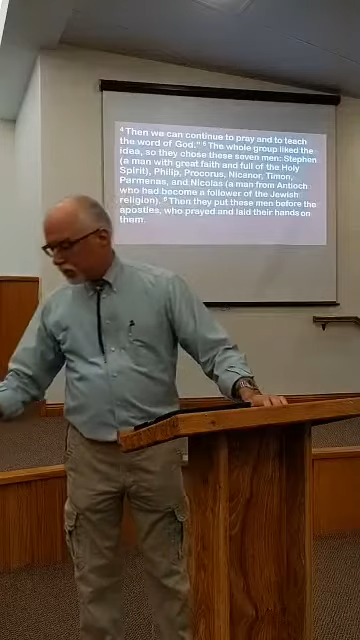 4 Then we can continue to pray and to teach
the word of God." 5 The whole group liked the
idea, so they chose these seven men: Stephen
(a man with great faith and full of the Holy
Spirit), Philip, Procorus, Nicanor, Timon,
Parmenas, and Nicolas (a man from Antioch
who had become a follower of the Jewish
religion). 6 Then they put these men before the
apostles, who prayed and laid their hands on
them.